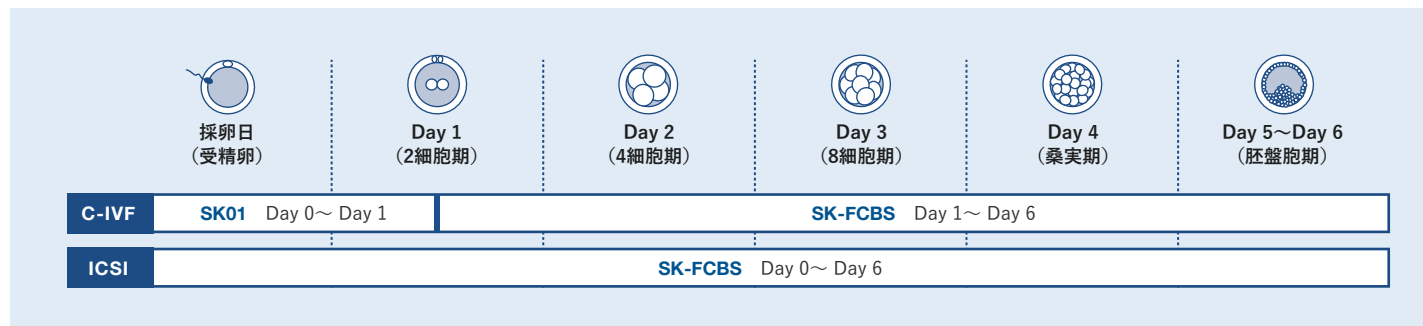 採卵日
（受精卵）
Day 1
（2細胞期）
Day 2
（4細胞期）
Day 3
（8細胞期）
Day 4
（桑実期）
Day 5〜Day 6
（胚盤胞期）
C-IVF SK01 Day 0〜 Day 1 SK-FCBS Day 1〜 Day 6
ICSI SK-FCBS Day 0〜 Day 6